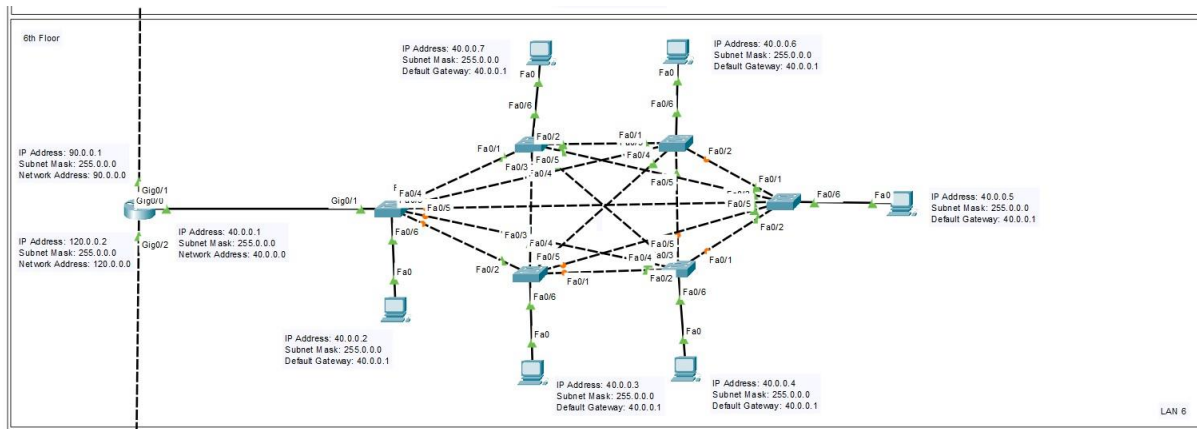 6th Floor
IP Address: 40.0.0.7
Subnet Mask: 255.0.0.0
Default Gateway: 40.0.0.1
IP Address: 40.0.0.6
Subnet Mask: 255.0.0.0
Default Gateway: 40.0.0.1
Fa0
Fa0
Fa0/6
Fa0/6
IP Address: 90.0.0.1
Subnet Mask: 255.0.0.0
Network Address: 90.0.0.0
Fa0/1
Fa0/2
Fa0/3
Fa0/5
Fa0/4
Fa0/1
Fa0/4
Fa0/5
Fa0/2
Gig0/1
Gig0/0
Gig0/1
Fa0/4
Fa0/5
Fa0/1
Fa0/5
Fa0/6
Fa0
IP Address: 40.0.0.5
Subnet Mask: 255.0.0.0
Default Gateway: 40.0.0.1
IP Address: 120.0.0.2
Subnet Mask: 255.0.0.0
Network Address: 120.0.0.0
Gig0/2
IP Address: 40.0.0.1
Subnet Mask: 255.0.0.0
Network Address: 40.0.0.0
Fa0/6
Fa0/3
Fa0/2
Fa0/4
Fa0/5
Fa0/1
Fa0/5
Fa0/4
Fa0/2
Fa0/2
Fa0/1
Fa0
Fa0/6
Fa0/6
IP Address: 40.0.0.2
Subnet Mask: 255.0.0.0
Default Gateway: 40.0.0.1
Fa0
Fa0
IP Address: 40.0.0.3
Subnet Mask: 255.0.0.0
Default Gateway: 40.0.0.1
IP Address: 40.0.0.4
Subnet Mask: 255.0.0.0
Default Gateway: 40.0.0.1
LAN 6